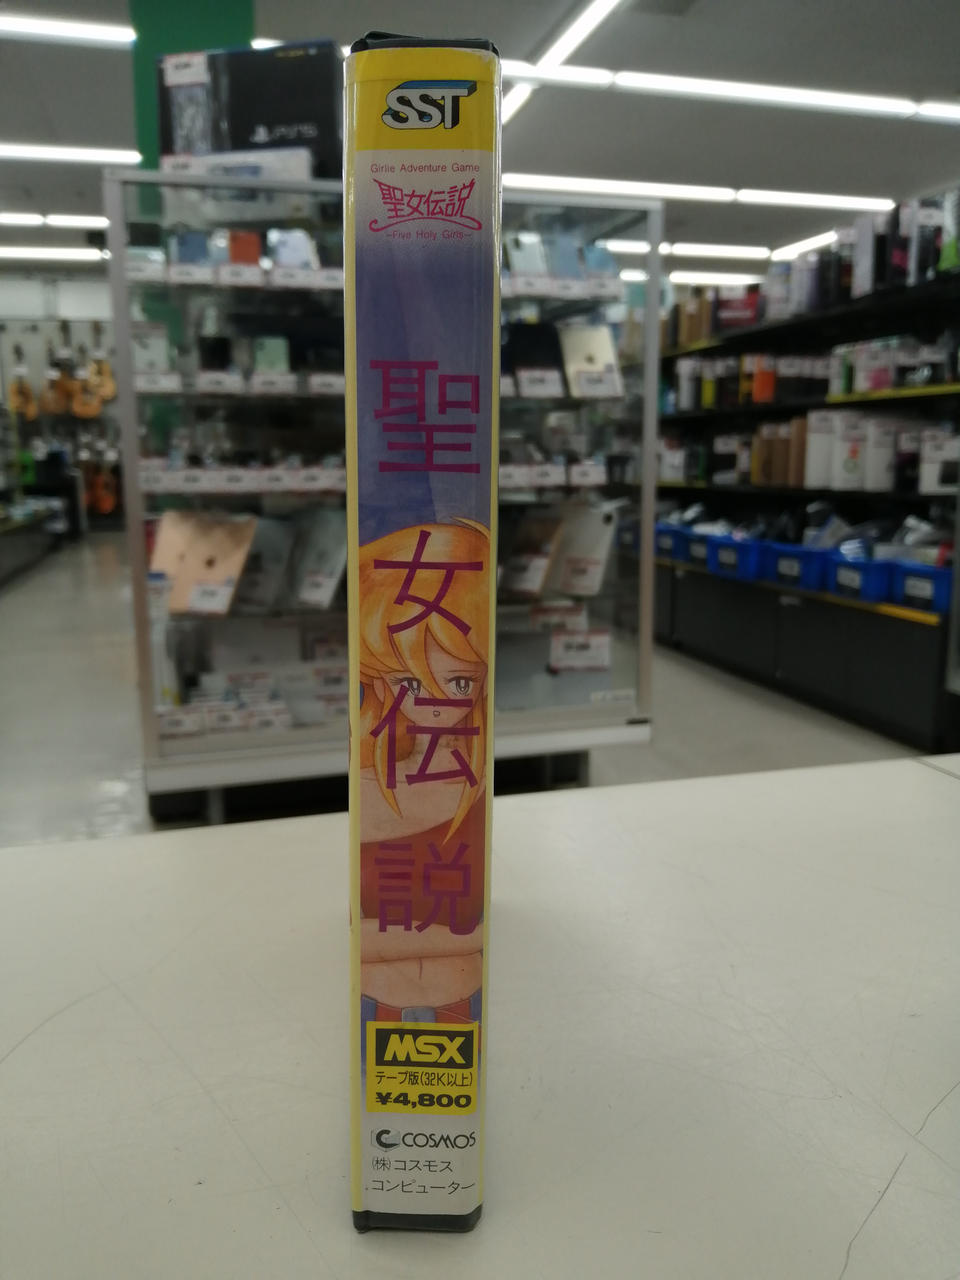 SST
Girlie Adventure Game
聖女伝説
~Five Holy Girls~
聖女伝説
MSX
テープ版(32K以上)
¥4,800
COSMOS
㈱コスモス
コンピューター